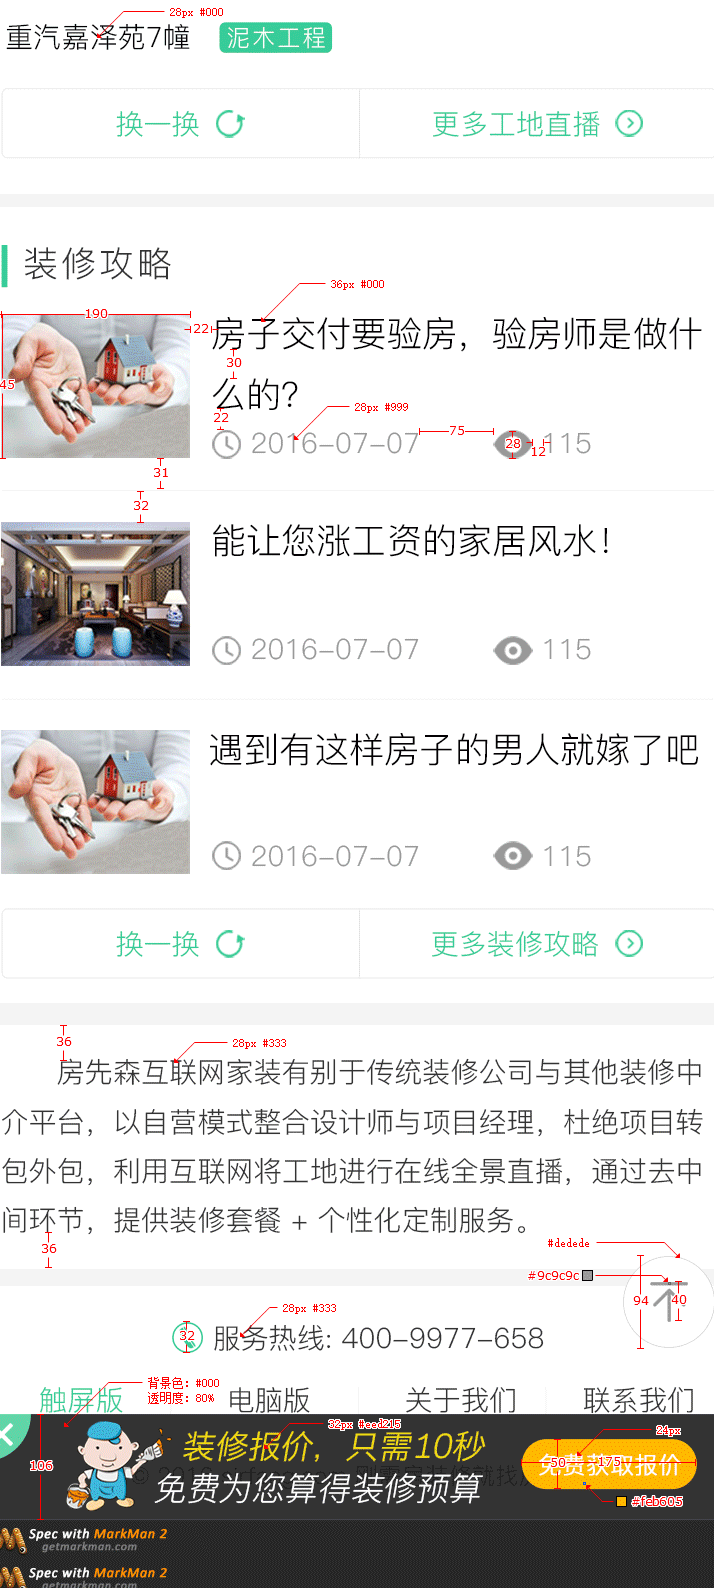 28px #000
重汽嘉泽苑7幢 泥木工程
换一换 更多工地直播
装修攻略
36px #000
190
22
房子交付要验房，验房师是做什
30
45
么的？
22
28px #999
2016-07-07 75 28 12 115
31
32
能让您涨工资的家居风水！
2016-07-07 115
遇到有这样房子的男人就嫁了吧
2016-07-07 115
换一换 更多装修攻略
36
28px #333
房先森互联网家装有别于传统装修公司与其他装修中
介平台，以自营模式整合设计师与项目经理，杜绝项目转
包外包，利用互联网将工地进行在线全景直播，通过去中
间环节，提供装修套餐 + 个性化定制服务。
36
#dedede
#9c9c9c
94 40
28px #333
32 服务热线: 400-9977-658
背景色: #000
透明度: 80%
触屏版 电脑版 关于我们 联系我们
32px #eed215
24px
装修报价，只需10秒
106
50 175
免费获取报价
免费为您算得装修预算
#feb605
Spec with MarkMan 2
getmarkman.com
Spec with MarkMan 2
getmarkman.com